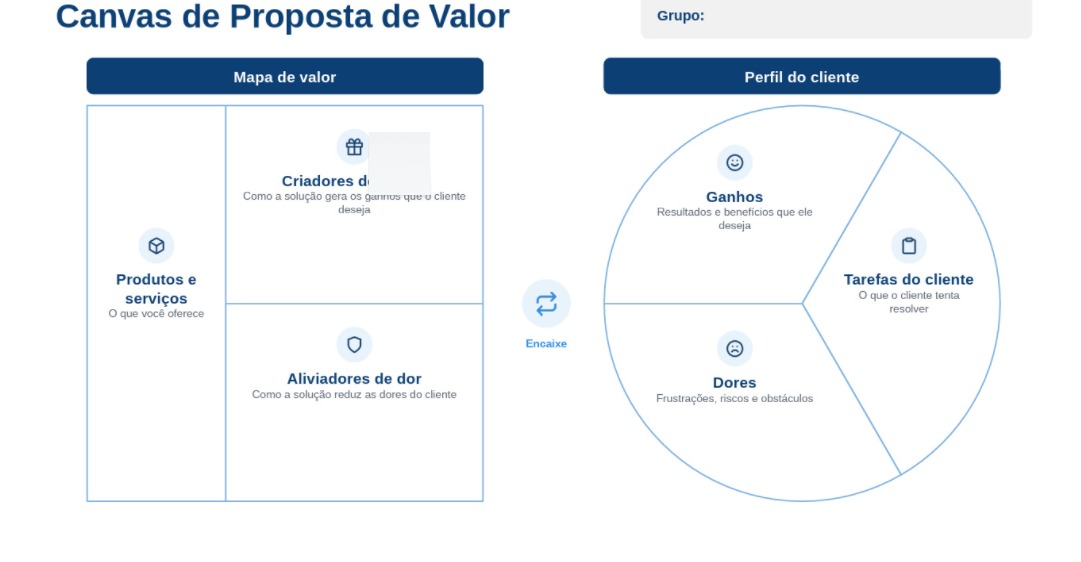 Canvas de Proposta de Valor
Grupo:
Mapa de valor
Perfil do cliente
Criadores
Como a solução gera os ganhos que o cliente
deseja
Produtos e
serviços
O que você oferece
Aliviadores de dor
Como a solução reduz as dores do cliente
Encaixe
Ganhos
Resultados e benefícios que ele
deseja
Tarefas do cliente
O que o cliente tenta
resolver
Dores
Frustrações, riscos e obstáculos